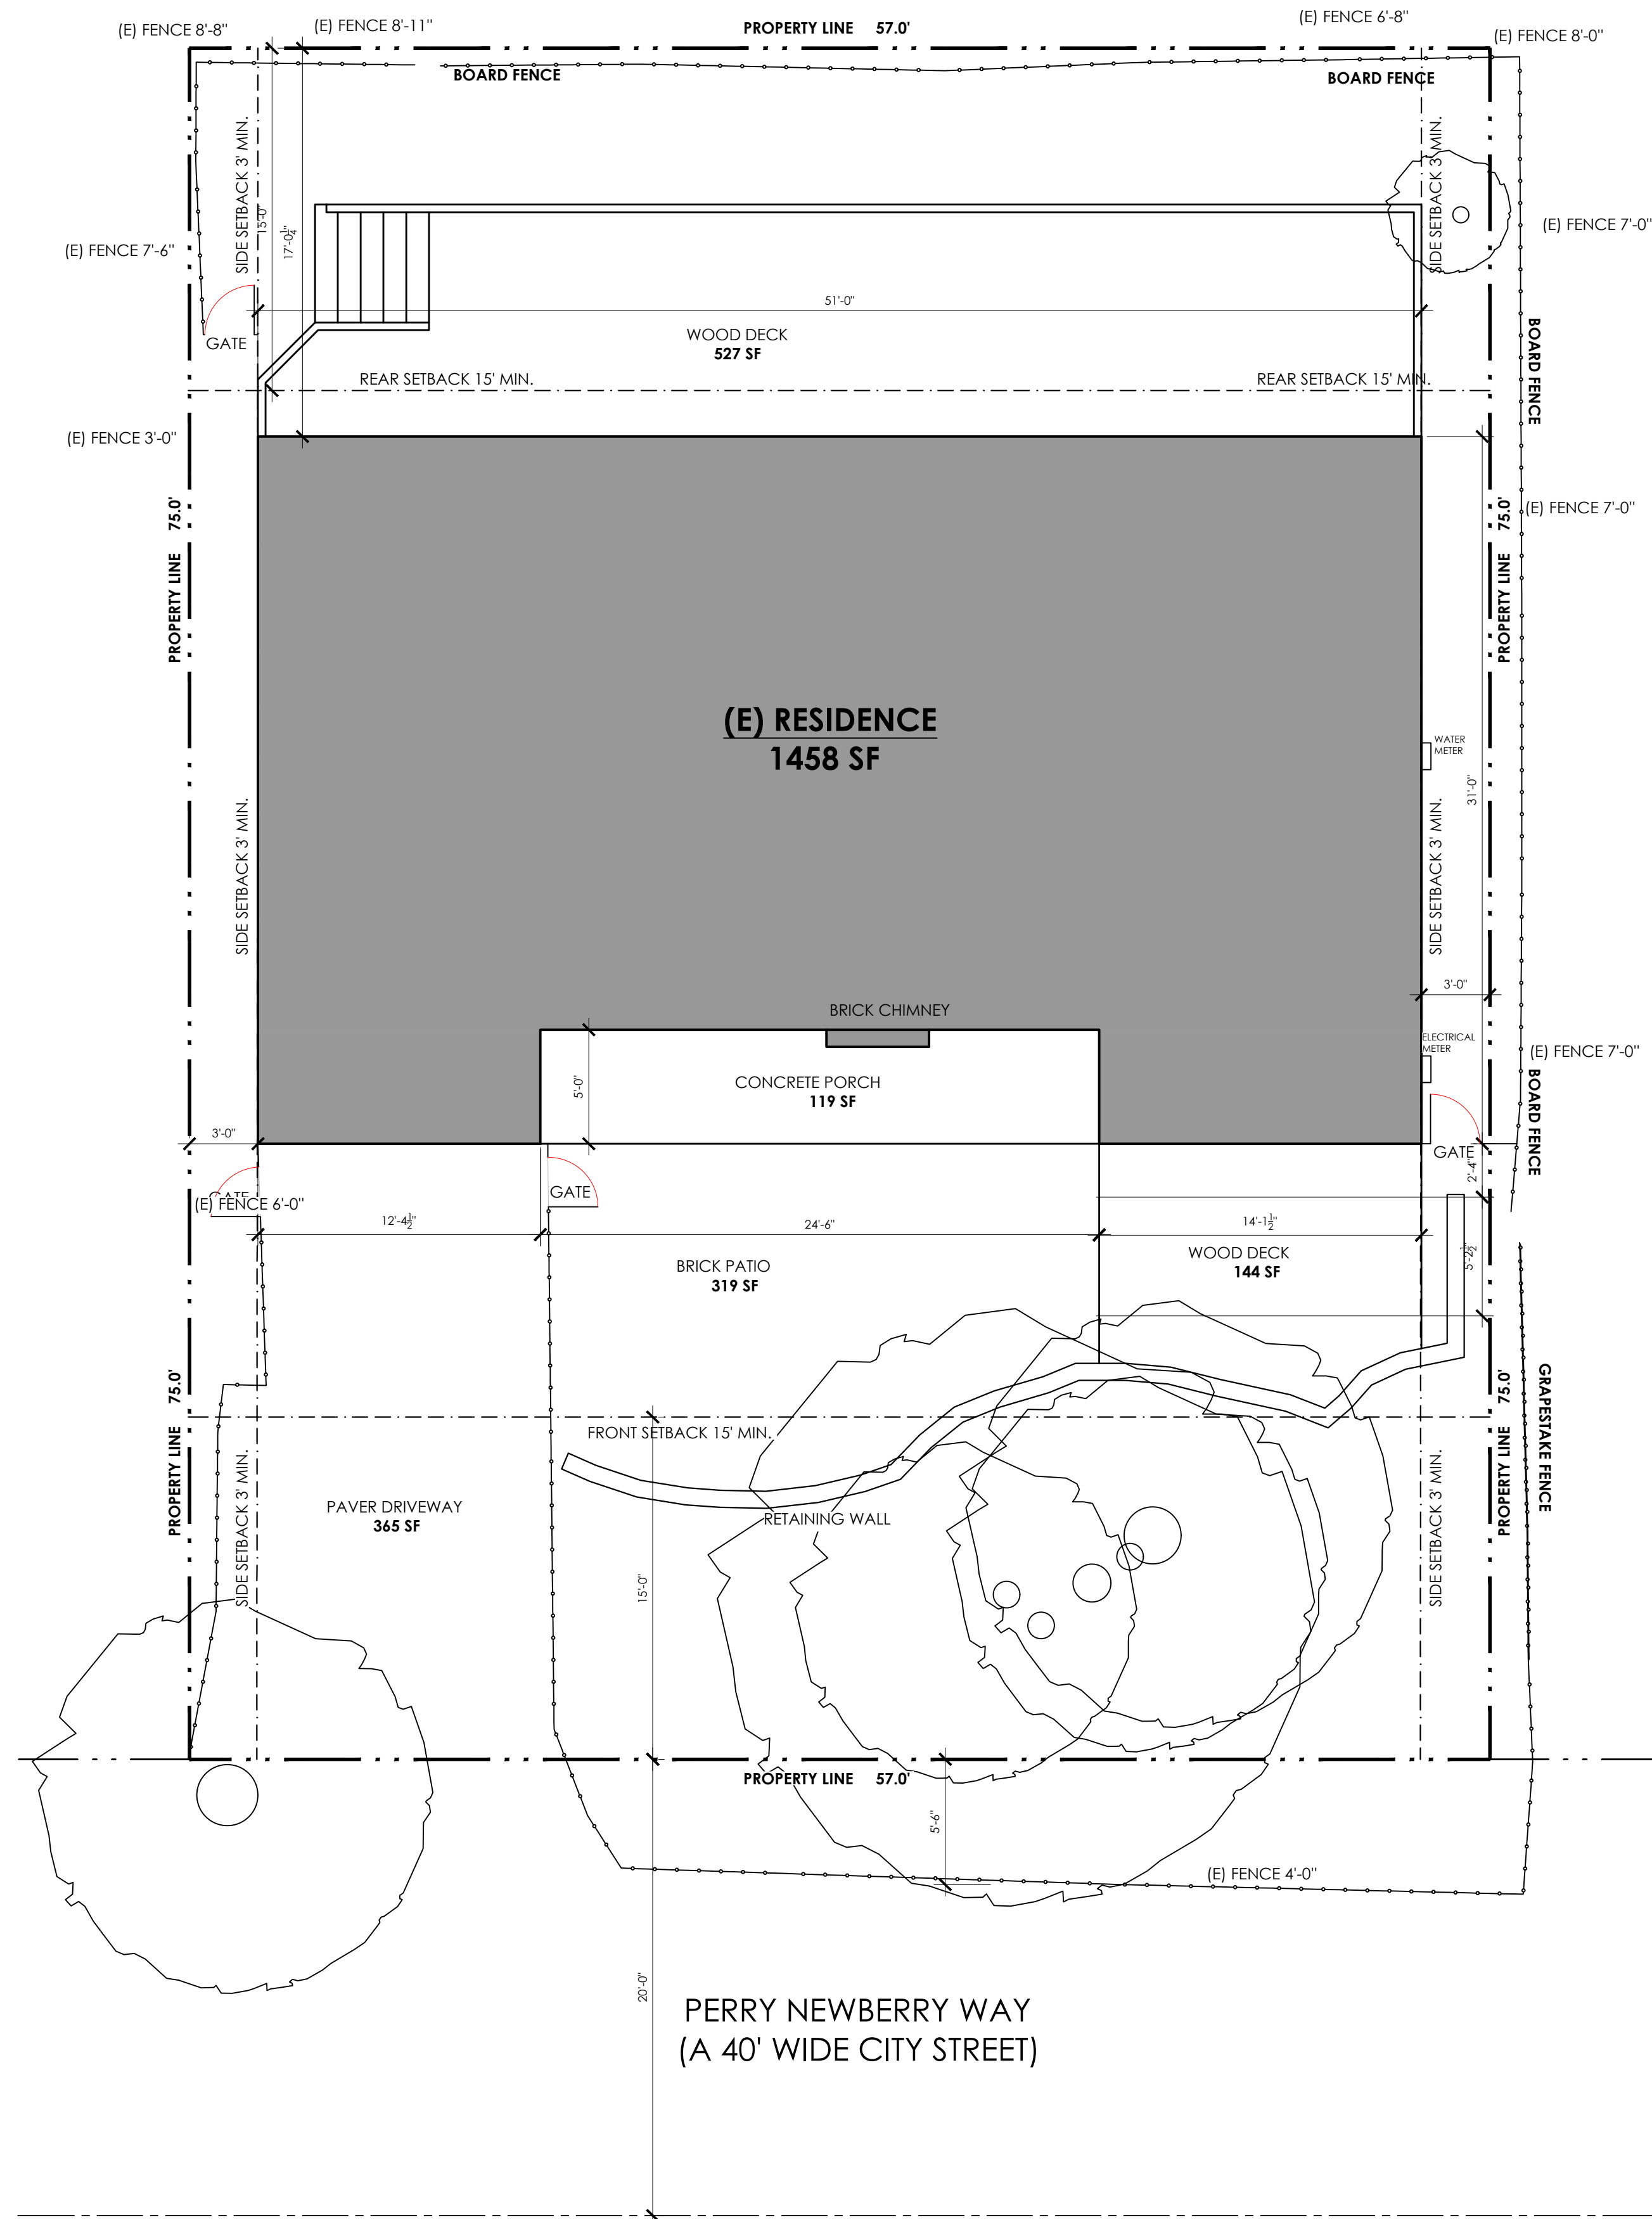 (E) FENCE 8'-8"
(E) FENCE 8'-11"
PROPERTY LINE 57.0'
(E) FENCE 6'-8"
(E) FENCE 8'-0"
BOARD FENCE
BOARD FENCE
SIDE SETBACK 3' MIN.
15'-0"
17'-0¼"
SIDE SETBACK 3' MIN.
(E) FENCE 7'-6"
(E) FENCE 7'-0"
51'-0"
GATE
WOOD DECK
527 SF
BOARD FENCE
REAR SETBACK 15' MIN.
REAR SETBACK 15' MIN.
(E) FENCE 3'-0"
PROPERTY LINE 75.0'
PROPERTY LINE 75.0'
(E) FENCE 7'-0"
(E) RESIDENCE
1458 SF
WATER
METER
31'-0"
SIDE SETBACK 3' MIN.
SIDE SETBACK 3' MIN.
3'-0"
BRICK CHIMNEY
ELECTRICAL
METER
(E) FENCE 7'-0"
BOARD FENCE
5'-0"
CONCRETE PORCH
119 SF
3'-0"
GATE
2'-4"
GATE
(E) FENCE 6'-0"
GATE
12'-4½"
24'-6"
14'-1½"
5'-2½"
BRICK PATIO
319 SF
WOOD DECK
144 SF
PROPERTY LINE 75.0'
PROPERTY LINE 75.0'
GRAPESTAKE FENCE
FRONT SETBACK 15' MIN.
SIDE SETBACK 3' MIN.
SIDE SETBACK 3' MIN.
PAVER DRIVEWAY
365 SF
RETAINING WALL
15'-0"
PROPERTY LINE 57.0'
5'-6"
(E) FENCE 4'-0"
20'-0"
PERRY NEWBERRY WAY
(A 40' WIDE CITY STREET)